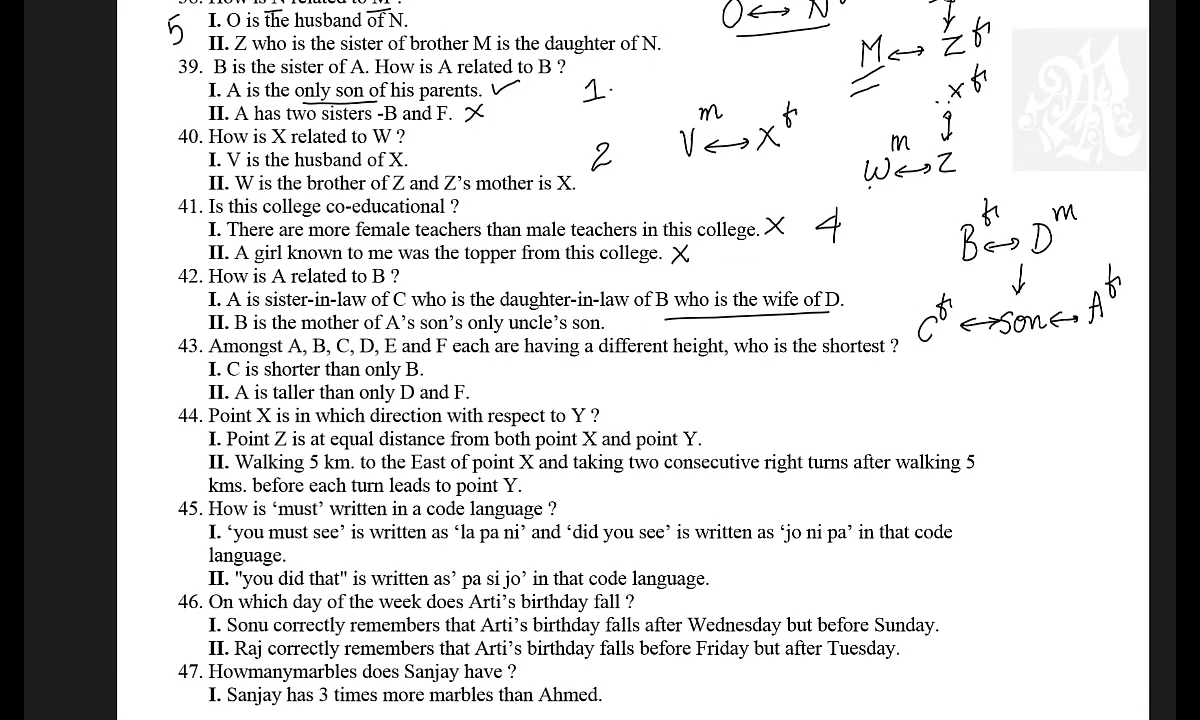 38. How is N related to M ?
I. O is the husband of N.
II. Z who is the sister of brother M is the daughter of N.
5
O ↔ N
M ↔ Z f
39. B is the sister of A. How is A related to B ?
I. A is the only son of his parents. ✓
II. A has two sisters -B and F. X
1.
40. How is X related to W ?
I. V is the husband of X.
II. W is the brother of Z and Z’s mother is X.
2
V m ↔ X f
X f
W m ↔ Z
41. Is this college co-educational ?
I. There are more female teachers than male teachers in this college. X
II. A girl known to me was the topper from this college. X
4
42. How is A related to B ?
I. A is sister-in-law of C who is the daughter-in-law of B who is the wife of D.
II. B is the mother of A’s son’s only uncle’s son.
B f ↔ D m
↓
C f ↔ son ↔ A f
43. Amongst A, B, C, D, E and F each are having a different height, who is the shortest ?
I. C is shorter than only B.
II. A is taller than only D and F.
44. Point X is in which direction with respect to Y ?
I. Point Z is at equal distance from both point X and point Y.
II. Walking 5 km. to the East of point X and taking two consecutive right turns after walking 5
kms. before each turn leads to point Y.
45. How is ‘must’ written in a code language ?
I. ‘you must see’ is written as ‘la pa ni’ and ‘did you see’ is written as ‘jo ni pa’ in that code
language.
II. "you did that" is written as’ pa si jo’ in that code language.
46. On which day of the week does Arti’s birthday fall ?
I. Sonu correctly remembers that Arti’s birthday falls after Wednesday but before Sunday.
II. Raj correctly remembers that Arti’s birthday falls before Friday but after Tuesday.
47. Howmanymarbles does Sanjay have ?
I. Sanjay has 3 times more marbles than Ahmed.